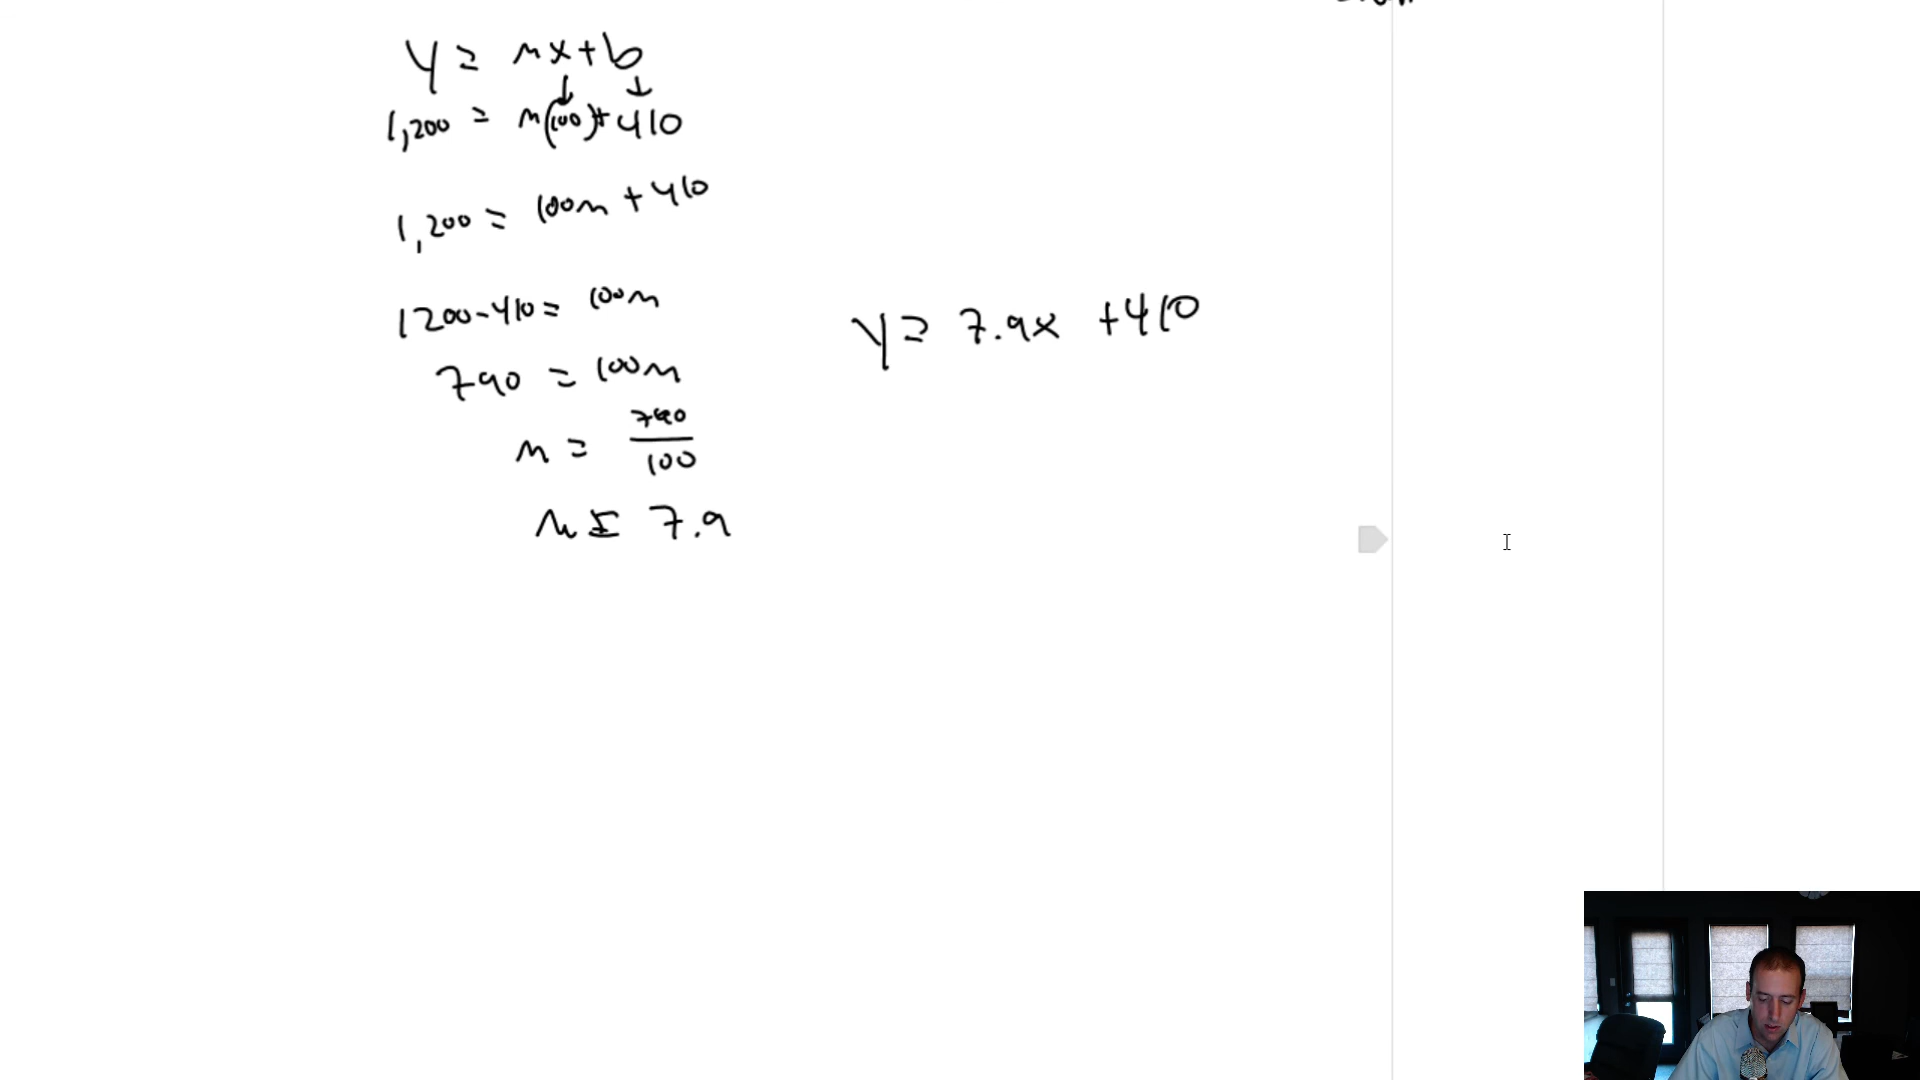 y = mx+b
1,200 = m(100)+410
1,200 = 100m + 410
1200-410 = 100m
790 = 100m
m = 790/100
m = 7.9
y = 7.9x +410